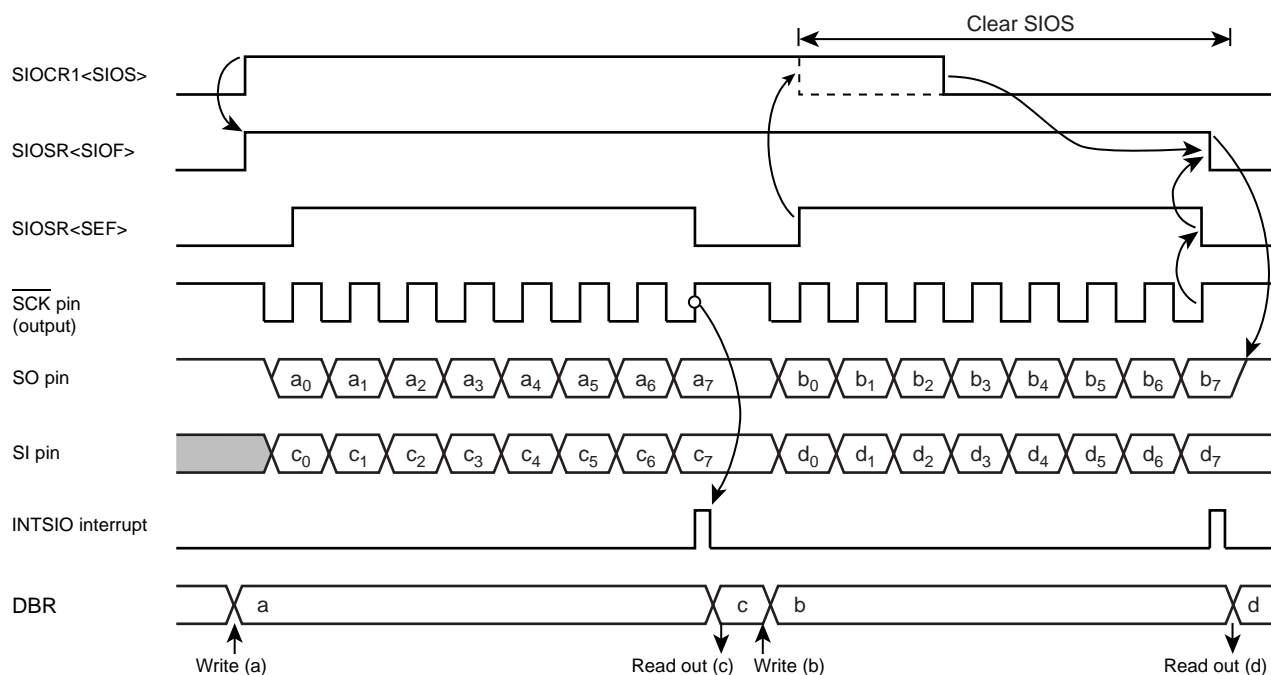 Clear SIOS
SIOCR1<SIOS>
SIOSR<SIOF>
SIOSR<SEF>
SCK pin
(output)
SO pin
a0 a1 a2 a3 a4 a5 a6 a7 b0 b1 b2 b3 b4 b5 b6 b7
SI pin
c0 c1 c2 c3 c4 c5 c6 c7 d0 d1 d2 d3 d4 d5 d6 d7
INTSIO interrupt
DBR
a c b d
Write (a) Read out (c) Write (b) Read out (d)